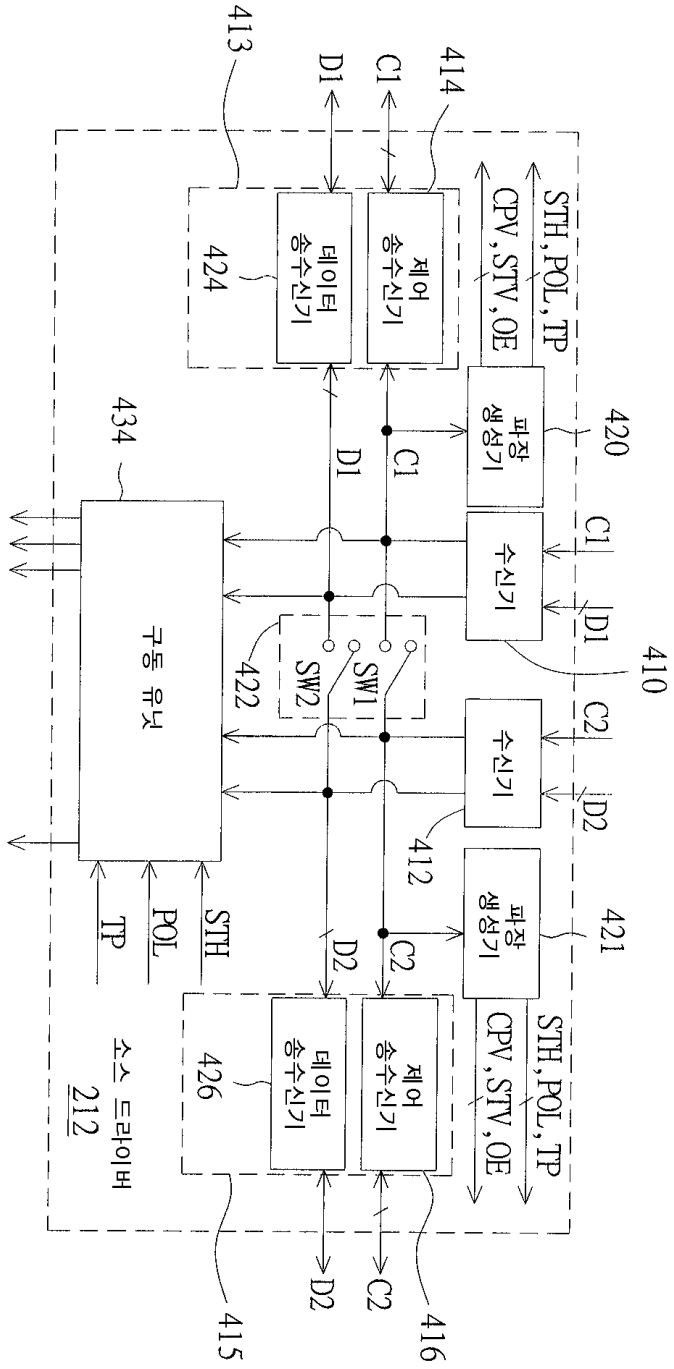 413
D1
C1
414
CPV,STV,OE
STH,POL,TP
424
데이터
송수신기
제어
송수신기
파장
생성기
420
434
D1
C1
수신기
C1
D1
410
구동 유닛
422
SW2
SW1
수신기
C2
D2
412
TP
POL
STH
D2
C2
파장
생성기
421
소스 드라이버
212
426
데이터
송수신기
제어
송수신기
CPV,STV,OE
STH,POL,TP
D2
C2
415
416